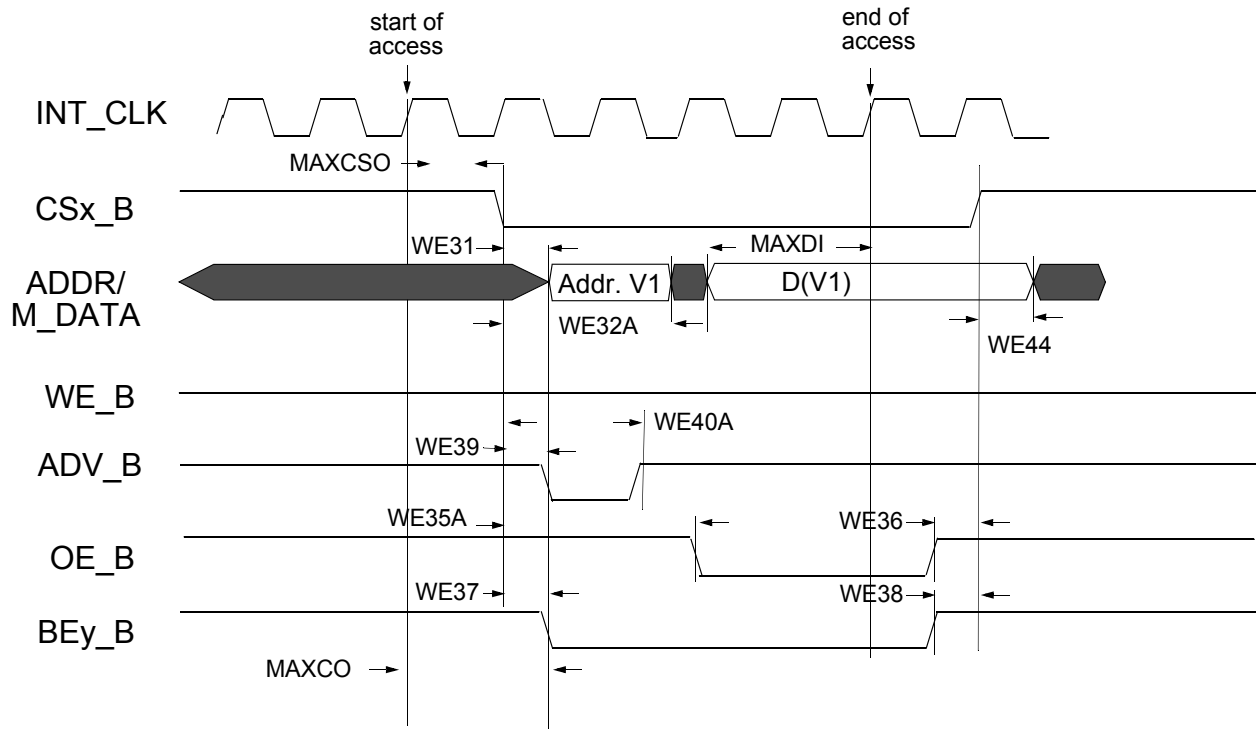 start of
access
end of
access
INT_CLK
MAXCSO
CSx_B
WE31
MAXDI
ADDR/
M_DATA
Addr. V1
D(V1)
WE32A
WE44
WE_B
WE40A
WE39
ADV_B
WE35A
WE36
OE_B
WE37
WE38
BEy_B
MAXCO